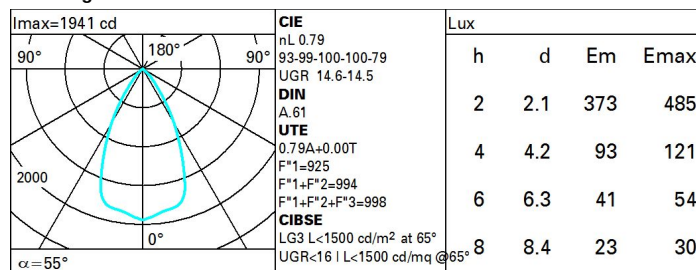 Imax=1941 cd
90°
180°
90°
2000
0°
α=55°
CIE
nL 0.79
93-99-100-100-79
UGR 14.6-14.5
DIN
A.61
UTE
0.79A+0.00T
F"1=925
F"1+F"2=994
F"1+F"2+F"3=998
CIBSE
LG3 L<1500 cd/m² at 65°
UGR<16 | L<1500 cd/mq @65°
Lux
h d Em Emax
2 2.1 373 485
4 4.2 93 121
6 6.3 41 54
8 8.4 23 30